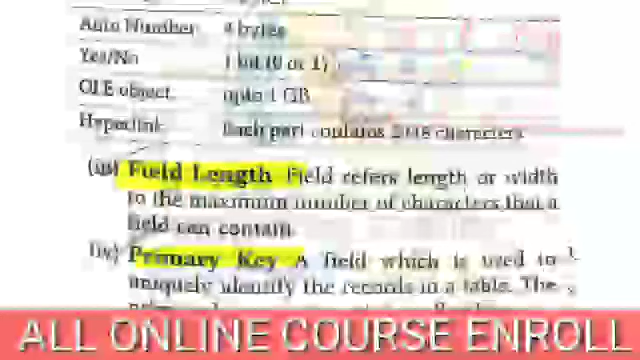 Auto Number 4 bytes
Yes/No 1 bit (0 or 1)
OLE object upto 1 GB
Hyperlink Each part contains 2048 characters
(iii) Field Length Field refers length or width
to the maximum number of characters that a
field can contain.
(iv) Primary Key A field which is used to
uniquely identify the records in a table. The
ALL ONLINE COURSE ENROLL